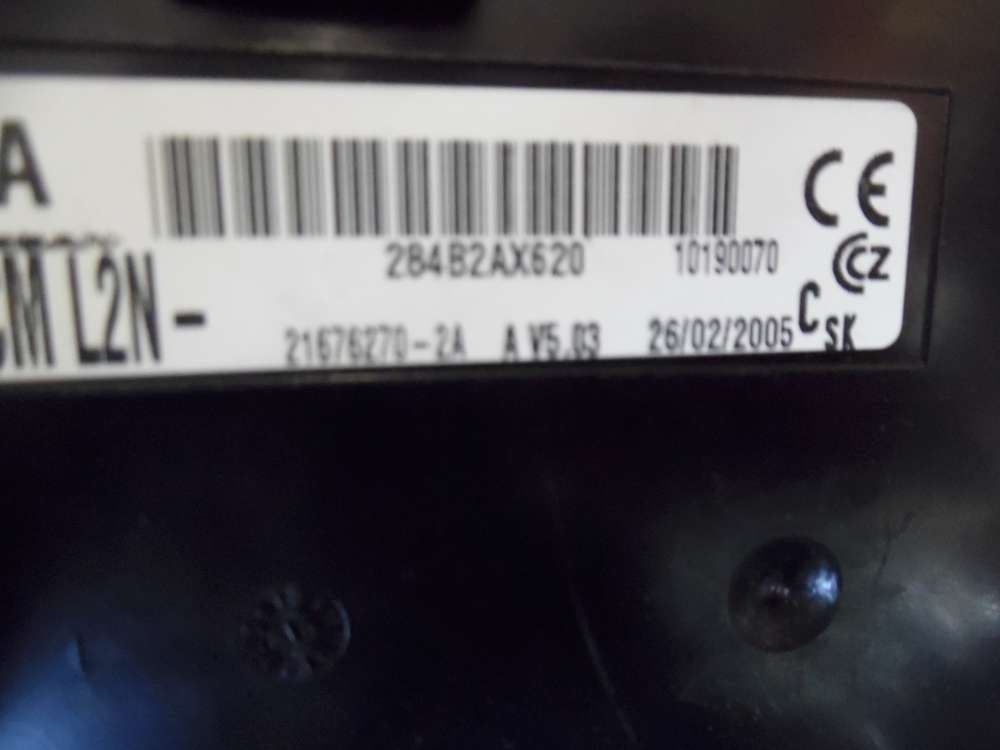 A
CE
284B2AX620 10190070
CZ
CM L2N-
21676270-2A A V5.03 26/02/2005
C SK